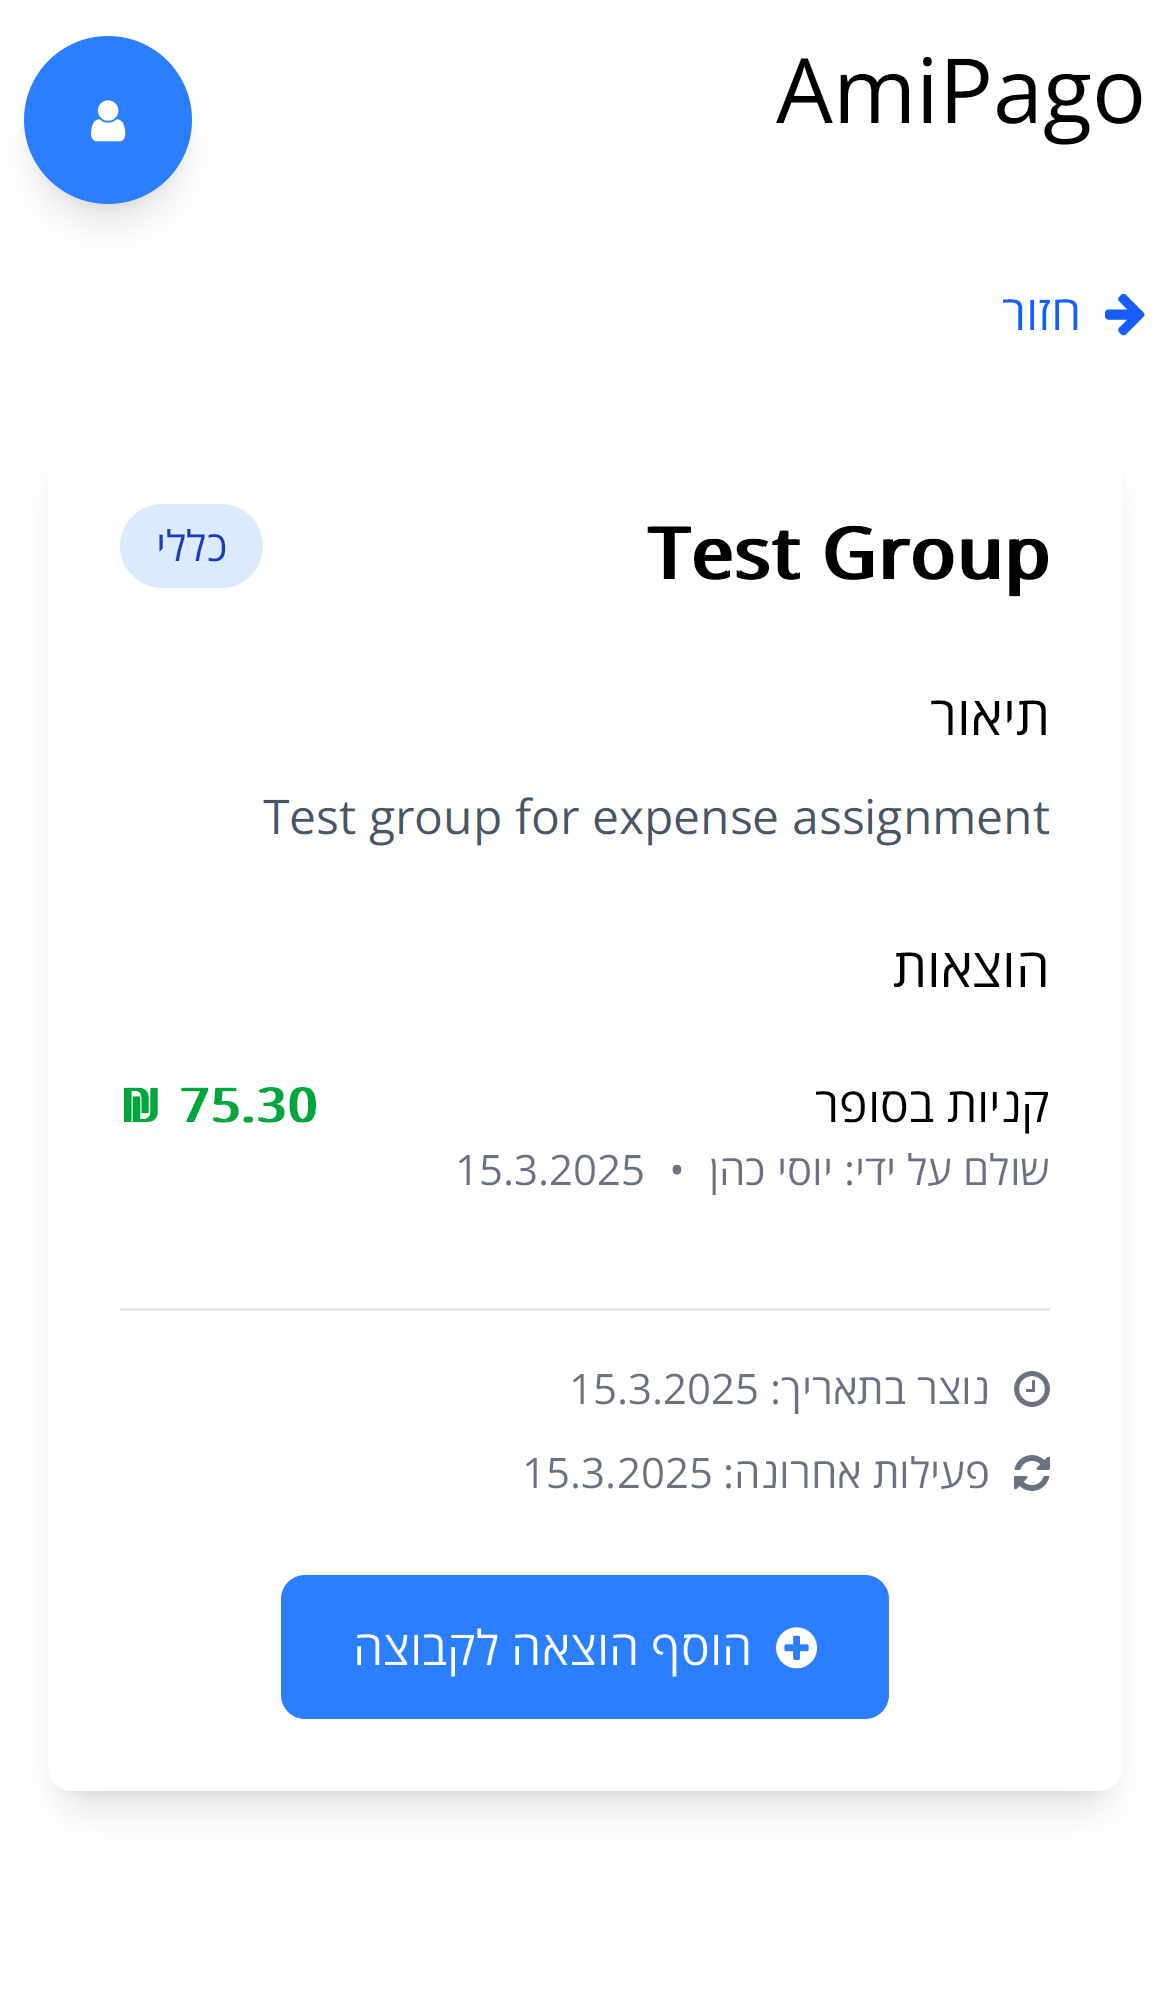 AmiPago
חזור
Test Group
כללי
תיאור
Test group for expense assignment
הוצאות
קניות בסופר
75.30 ₪
שולם על ידי: יוסי כהן • 15.3.2025
נוצר בתאריך: 15.3.2025
פעילות אחרונה: 15.3.2025
הוסף הוצאה לקבוצה